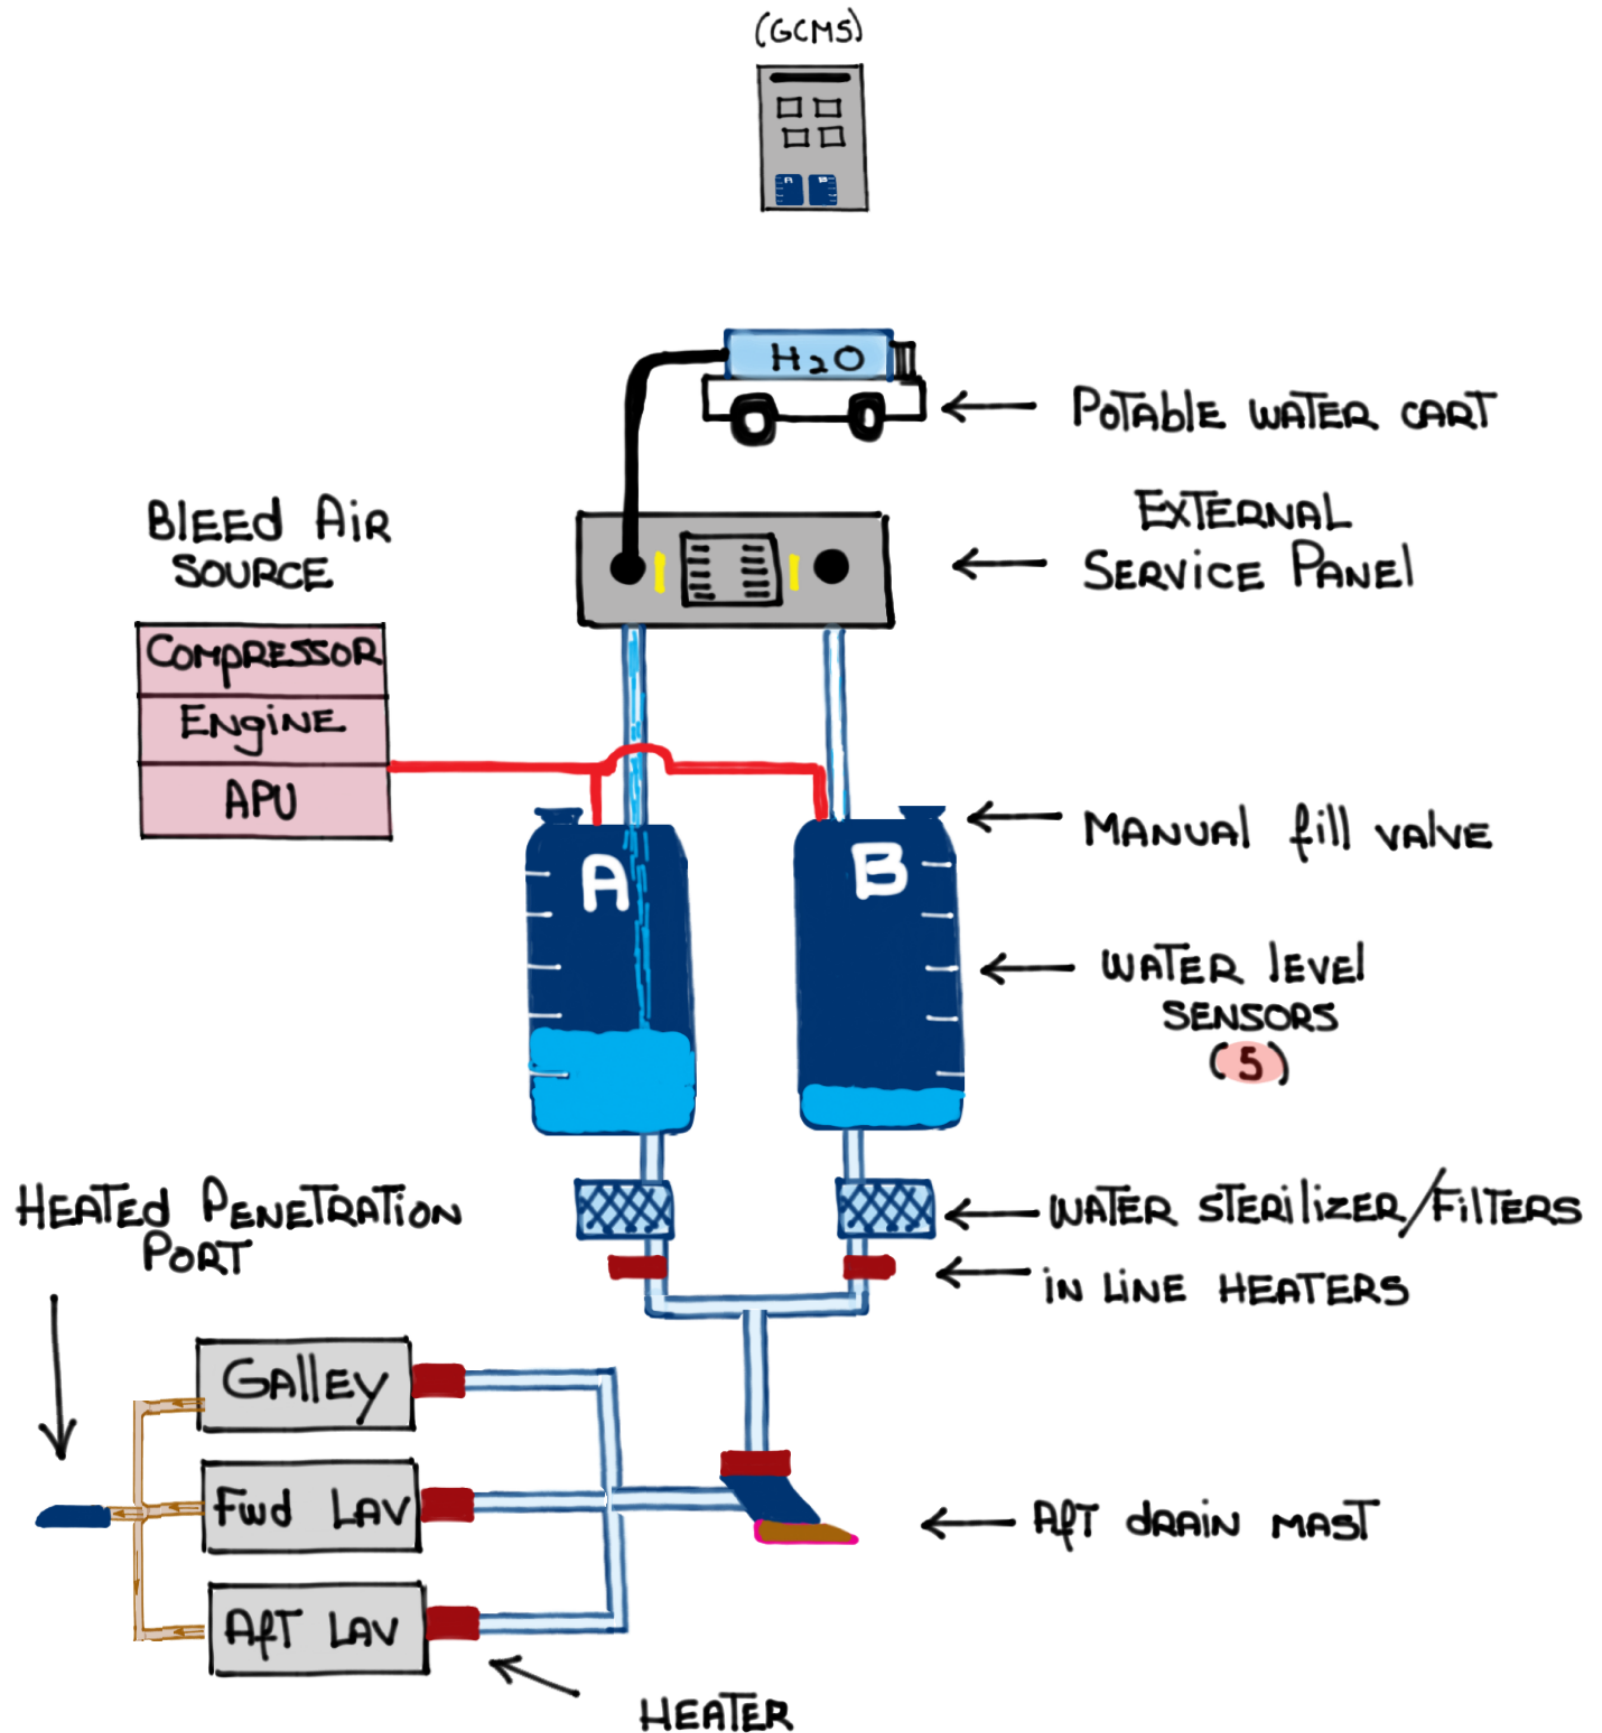 (GCMS)
A B
H2O
POTABLE WATER CART
BLEED AIR
SOURCE
EXTERNAL
SERVICE PANEL
COMPRESSOR
ENGINE
APU
MANUAL FILL VALVE
A
B
WATER LEVEL
SENSORS
(5)
HEATED PENETRATION
PORT
WATER STERILIZER/FILTERS
IN LINE HEATERS
GALLEY
FWD LAV
AFT DRAIN MAST
AFT LAV
HEATER